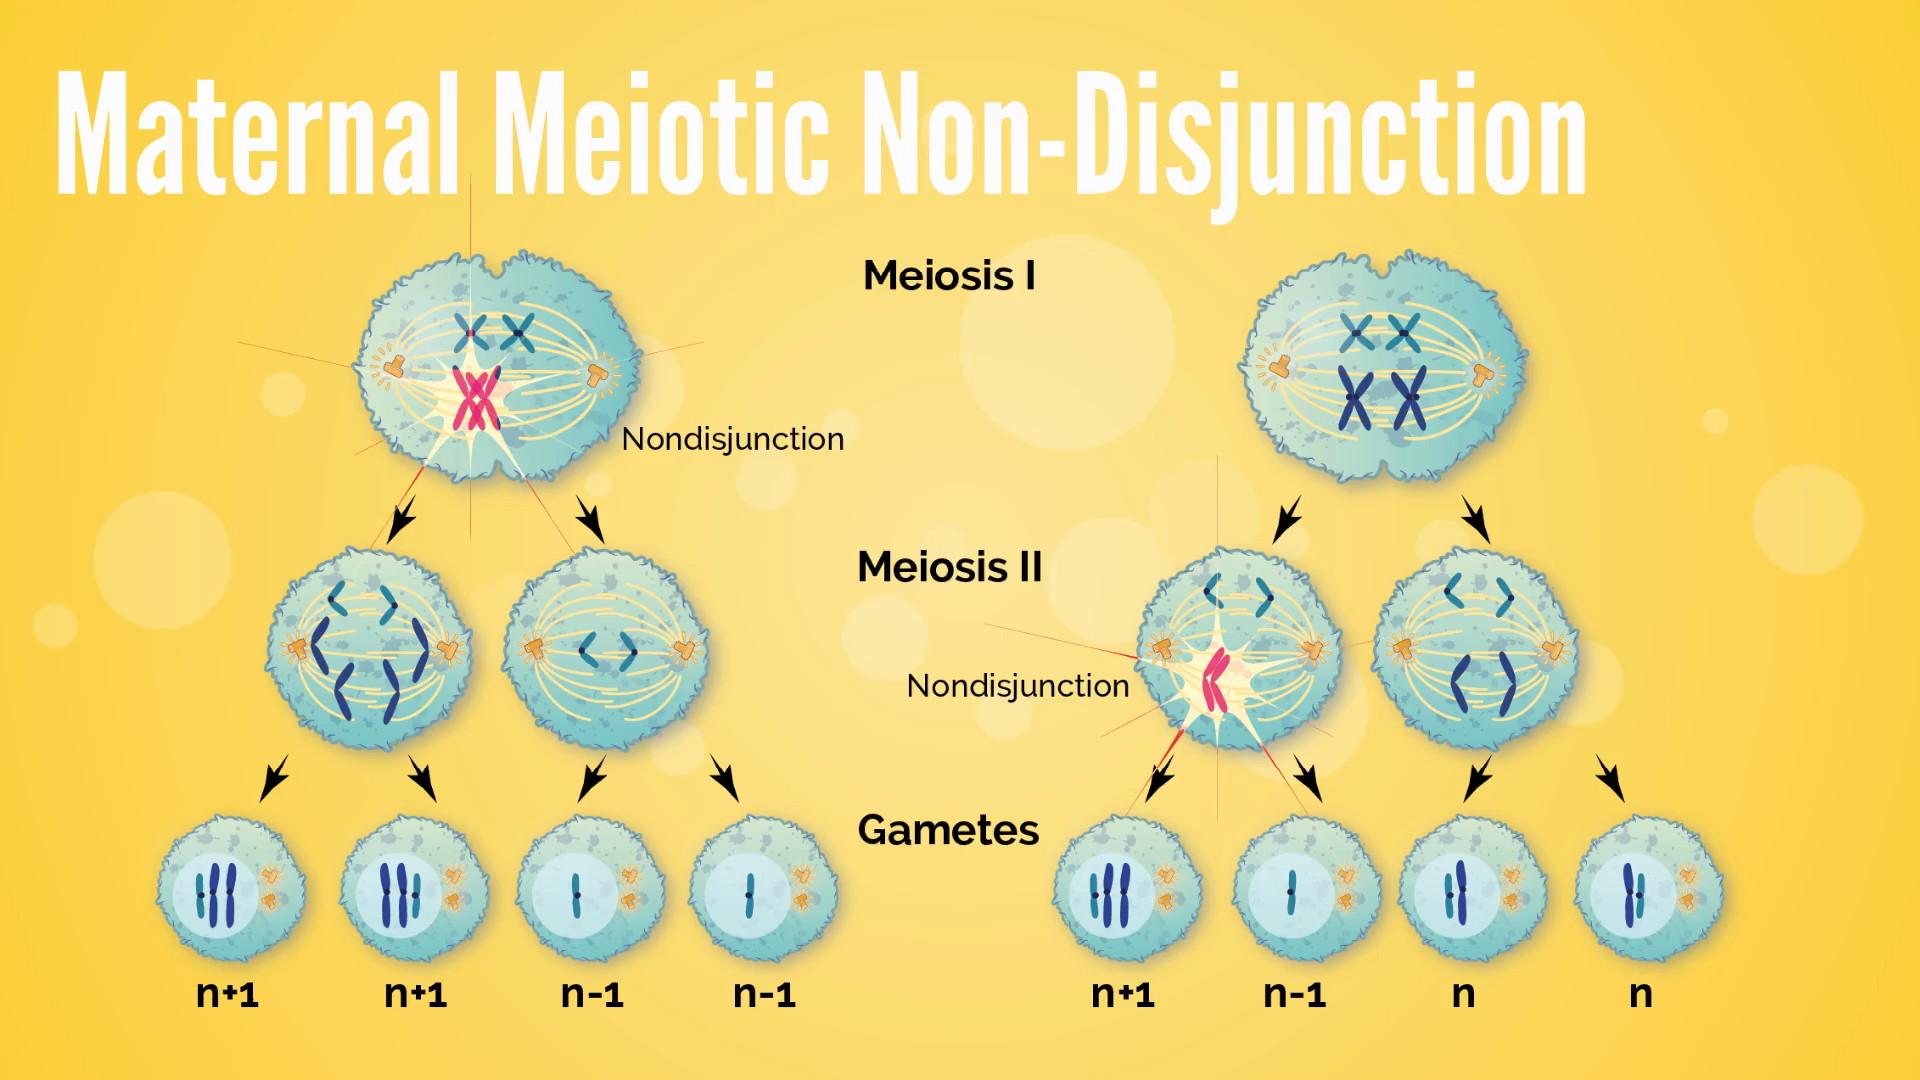 Maternal Meiotic Non-Disjunction
Meiosis I
Nondisjunction
Meiosis II
Nondisjunction
Gametes
n+1
n+1
n-1
n-1
n+1
n-1
n
n